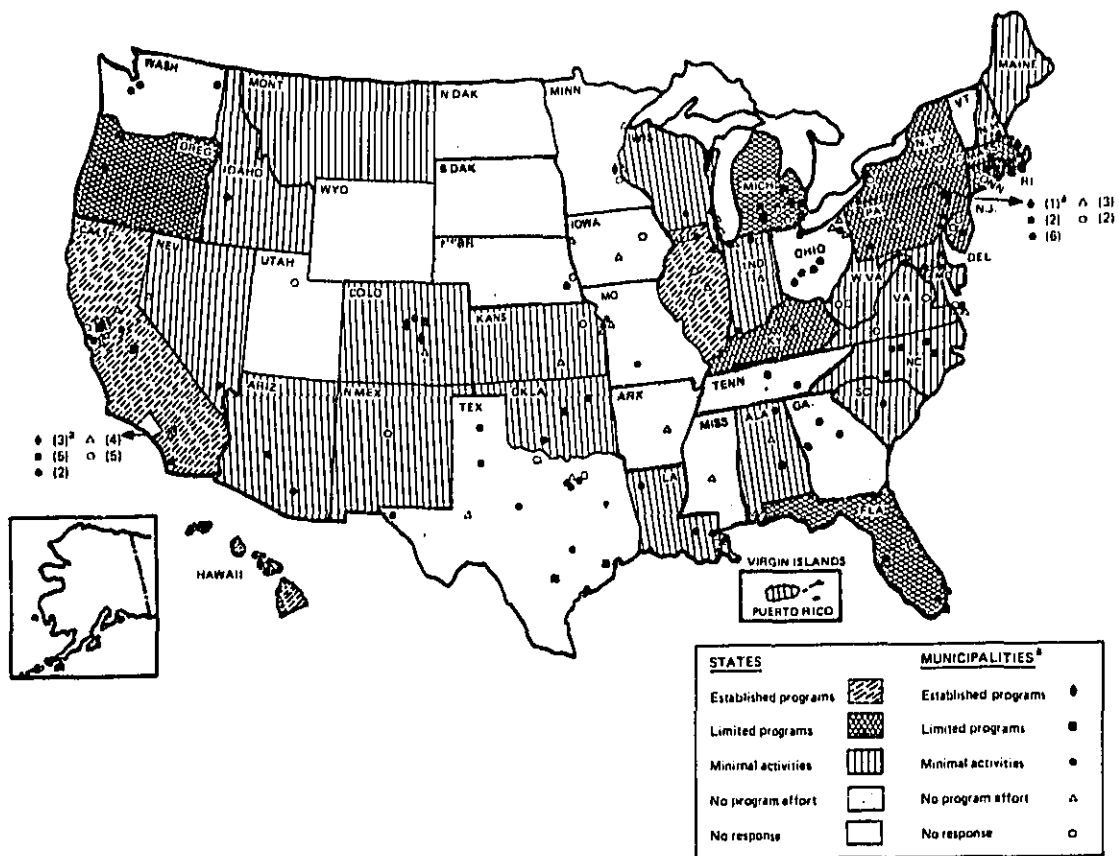 WASH
MONT
N DAK
MINN
MAINE
VT
OREG
IDAHO
S DAK
WIS
MICH
N.Y.
MASS
RI
WYO
IOWA
PA
N.J.
(1)ª (3)
(2) (2)
(6)
NEV
UTAH
IND
OHIO
W VA
DEL
COLO
KANS
MO
VA
ARIZ
N MEX
TEX
OKLA
ARK
TENN
NC
SC
MISS
ALA
GA.
(3)ª (4)
(5) (5)
(2)
LA
FLA
HAWAII
VIRGIN ISLANDS
PUERTO RICO
STATES MUNICIPALITIESª
Established programs Established programs
Limited programs Limited programs
Minimal activities Minimal activities
No program effort No program effort
No response No response